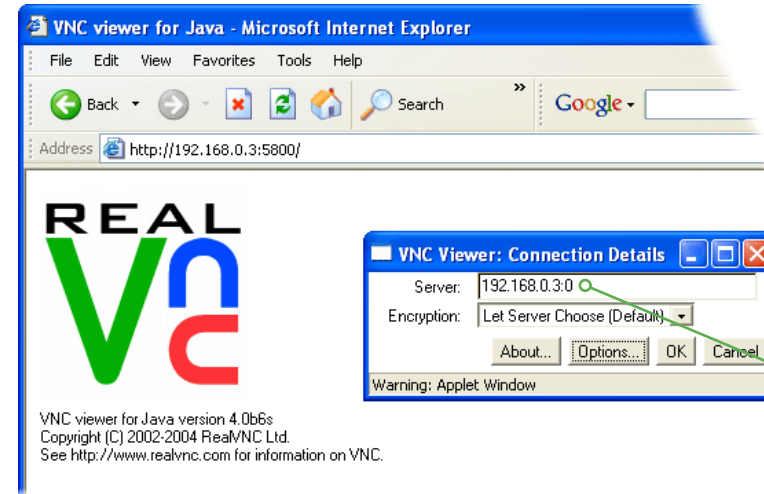 VNC viewer for Java - Microsoft Internet Explorer
File Edit View Favorites Tools Help
Back Search » Google
Address http://192.168.0.3:5800/
REAL
Vnc
VNC Viewer: Connection Details
Server: 192.168.0.3:0
Encryption: Let Server Choose (Default)
About... Options... OK Cancel
Warning: Applet Window
VNC viewer for Java version 4.0b6s
Copyright (C) 2002-2004 RealVNC Ltd.
See http://www.realvnc.com for information on VNC.